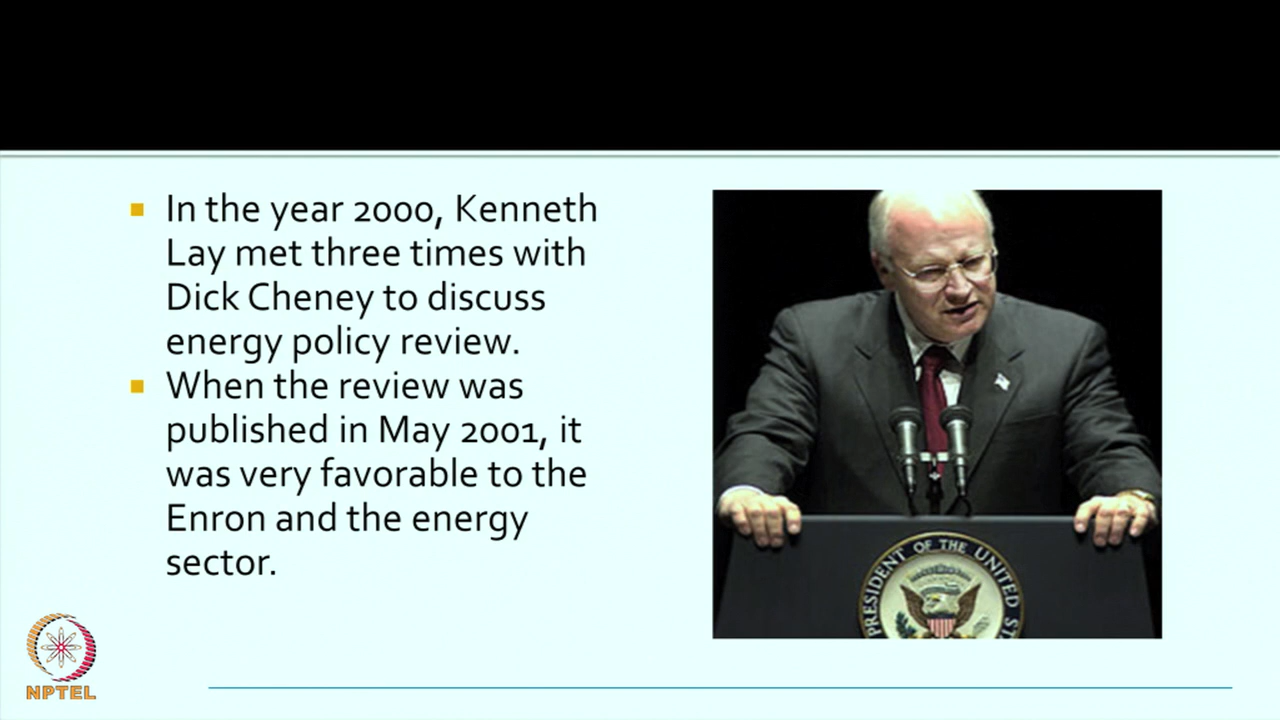 In the year 2000, Kenneth
Lay met three times with
Dick Cheney to discuss
energy policy review.
When the review was
published in May 2001, it
was very favorable to the
Enron and the energy
sector.
PRESIDENT OF THE UNITED ST
NPTEL